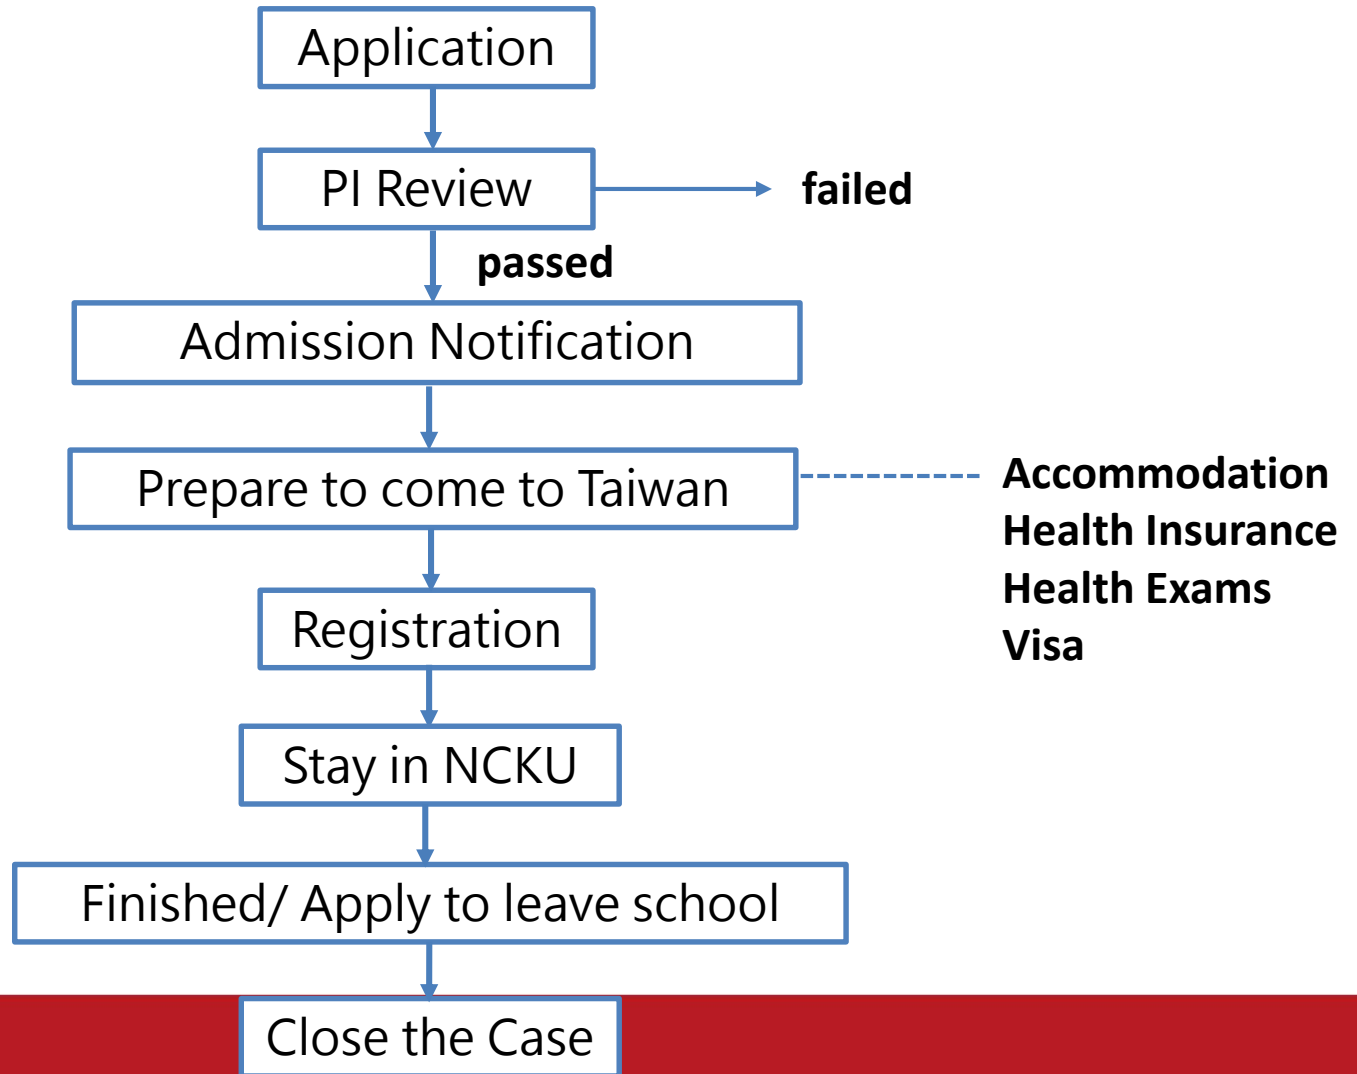 Application
PI Review
failed
passed
Admission Notification
Prepare to come to Taiwan
Accommodation
Health Insurance
Health Exams
Visa
Registration
Stay in NCKU
Finished/ Apply to leave school
Close the Case